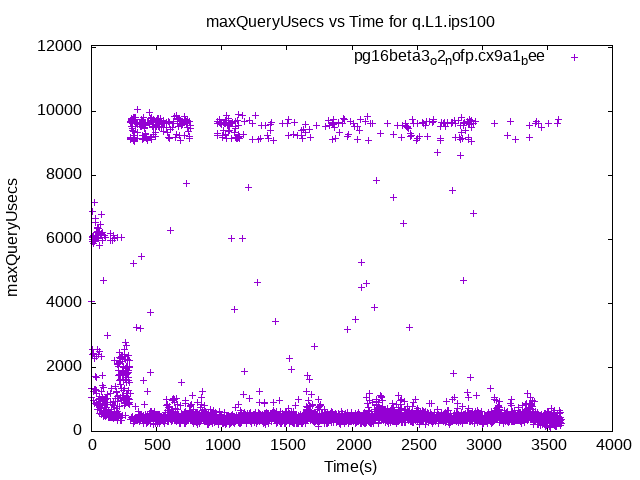 maxQueryUsecs vs Time for q.L1.ips100
pg16beta3o2nofp.cx9a1bee
maxQueryUsecs
12000
10000
8000
6000
4000
2000
0
0 500 1000 1500 2000 2500 3000 3500 4000
Time(s)